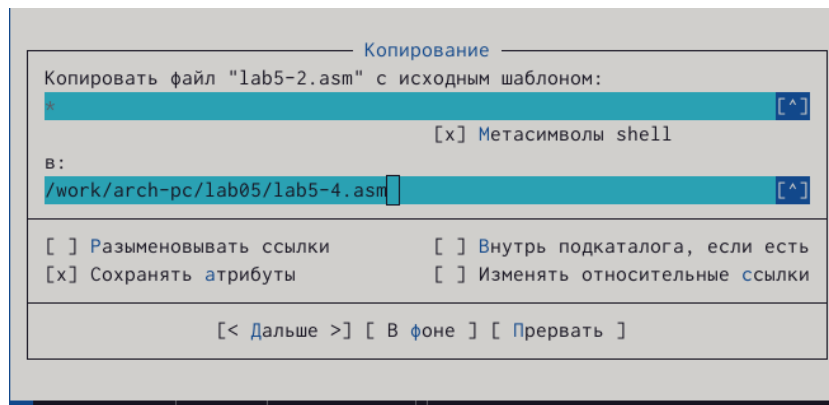 Копирование
Копировать файл "lab5-2.asm" с исходным шаблоном:
* [^]
[x] Метасимволы shell
в:
/work/arch-pc/lab05/lab5-4.asm [^]
[ ] Разыменовывать ссылки [ ] Внутрь подкаталога, если есть
[x] Сохранять атрибуты [ ] Изменять относительные ссылки
[< Дальше >] [ В фоне ] [ Прервать ]